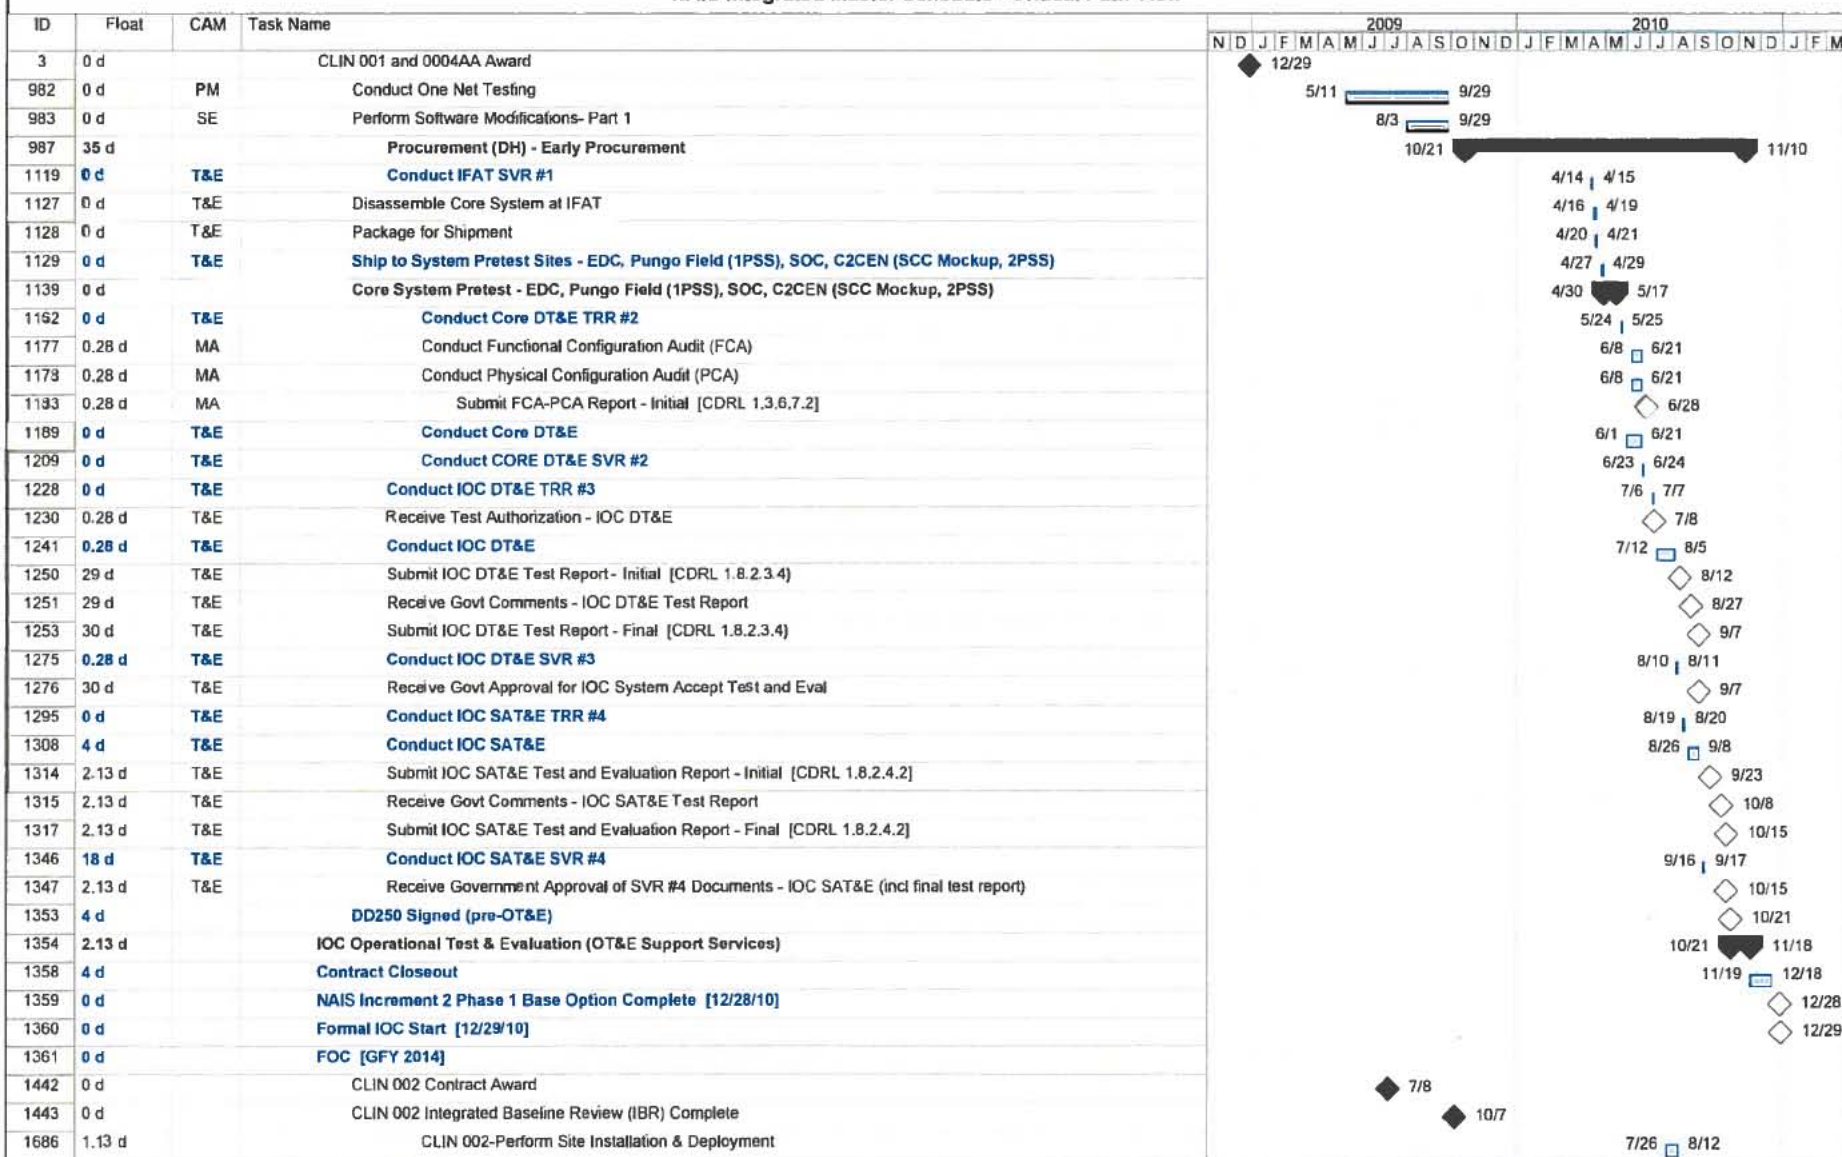 ID Float CAM Task Name 2009 2010
N D J F M A M J J A S O N D J F M A M J J A S O N D J F M
3 0 d CLIN 001 and 0004AA Award 12/29
982 0 d PM Conduct One Net Testing 5/11 9/29
983 0 d SE Perform Software Modifications- Part 1 8/3 9/29
987 35 d Procurement (DH) - Early Procurement 10/21 11/10
1119 0 d T&E Conduct IFAT SVR #1 4/14 4/15
1127 0 d T&E Disassemble Core System at IFAT 4/16 4/19
1128 0 d T&E Package for Shipment 4/20 4/21
1129 0 d T&E Ship to System Pretest Sites - EDC, Pungo Field (1PSS), SOC, C2CEN (SCC Mockup, 2PSS) 4/27 4/29
1139 0 d Core System Pretest - EDC, Pungo Field (1PSS), SOC, C2CEN (SCC Mockup, 2PSS) 4/30 5/17
1152 0 d T&E Conduct Core DT&E TRR #2 5/24 5/25
1177 0.28 d MA Conduct Functional Configuration Audit (FCA) 6/8 6/21
1178 0.28 d MA Conduct Physical Configuration Audit (PCA) 6/8 6/21
1183 0.28 d MA Submit FCA-PCA Report - Initial [CDRL 1.3.6.7.2] 6/28
1189 0 d T&E Conduct Core DT&E 6/1 6/21
1209 0 d T&E Conduct CORE DT&E SVR #2 6/23 6/24
1228 0 d T&E Conduct IOC DT&E TRR #3 7/6 7/7
1230 0.28 d T&E Receive Test Authorization - IOC DT&E 7/8
1241 0.28 d T&E Conduct IOC DT&E 7/12 8/5
1250 29 d T&E Submit IOC DT&E Test Report- Initial [CDRL 1.8.2.3.4) 8/12
1251 29 d T&E Receive Govt Comments - IOC DT&E Test Report 8/27
1253 30 d T&E Submit IOC DT&E Test Report - Final [CDRL 1.8.2.3.4) 9/7
1275 0.28 d T&E Conduct IOC DT&E SVR #3 8/10 8/11
1276 30 d T&E Receive Govt Approval for IOC System Accept Test and Eval 9/7
1295 0 d T&E Conduct IOC SAT&E TRR #4 8/19 8/20
1308 4 d T&E Conduct IOC SAT&E 8/26 9/8
1314 2.13 d T&E Submit IOC SAT&E Test and Evaluation Report - Initial [CDRL 1.8.2.4.2] 9/23
1315 2.13 d T&E Receive Govt Comments - IOC SAT&E Test Report 10/8
1317 2.13 d T&E Submit IOC SAT&E Test and Evaluation Report - Final [CDRL 1.8.2.4.2] 10/15
1346 18 d T&E Conduct IOC SAT&E SVR #4 9/16 9/17
1347 2.13 d T&E Receive Government Approval of SVR #4 Documents - IOC SAT&E (incl final test report) 10/15
1353 4 d DD250 Signed (pre-OT&E) 10/21
1354 2.13 d IOC Operational Test & Evaluation (OT&E Support Services) 10/21 11/18
1358 4 d Contract Closeout 11/19 12/18
1359 0 d NAIS Increment 2 Phase 1 Base Option Complete [12/28/10] 12/28
1360 0 d Formal IOC Start [12/29/10] 12/29
1361 0 d FOC [GFY 2014]
1442 0 d CLIN 002 Contract Award 7/8
1443 0 d CLIN 002 Integrated Baseline Review (IBR) Complete 10/7
1686 1.13 d CLIN 002-Perform Site Installation & Deployment 7/26 8/12